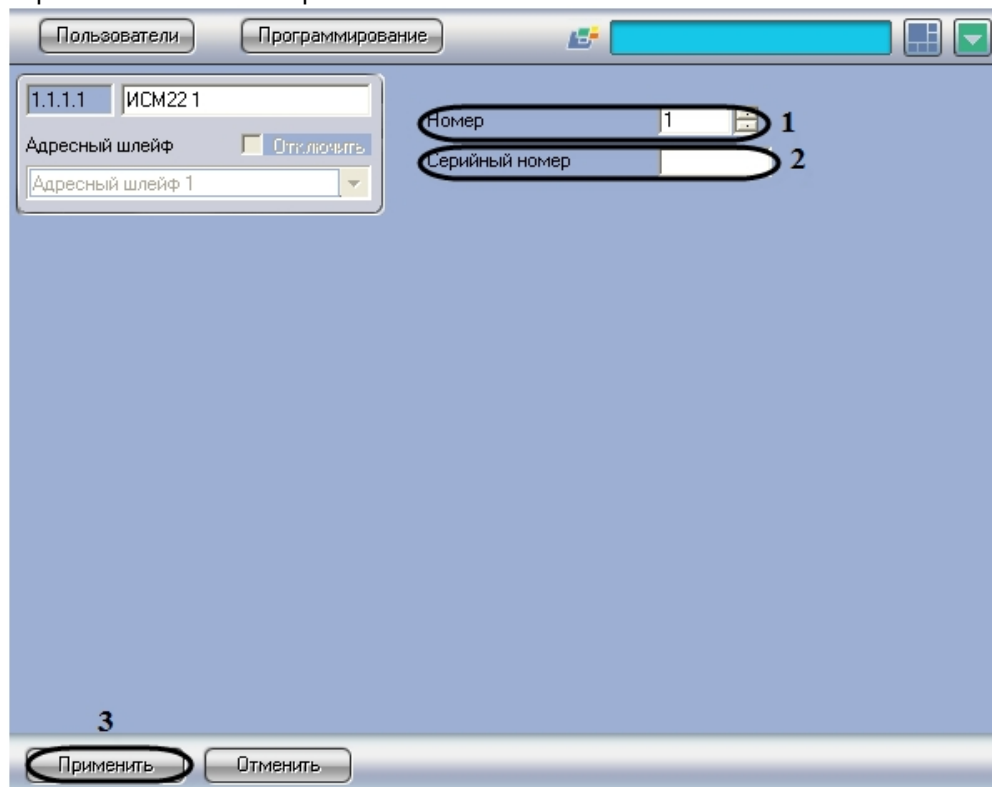 Пользователи Программирование
1.1.1.1 ИСМ22 1
Номер 1 1
Адресный шлейф Отключить
Серийный номер 2
Адресный шлейф 1
3
Применить Отменить